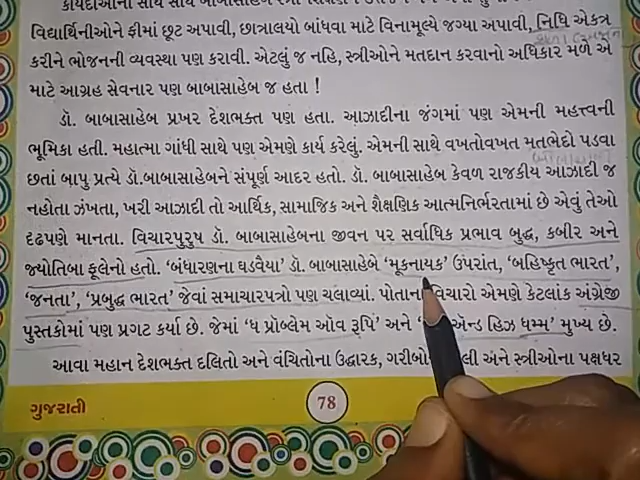 વિદ્યાર્થિનીઓને ફીમાં છૂટ અપાવી, છાત્રાલયો બાંધવા માટે વિનામૂલ્યે જગ્યા અપાવી, નિધિ એકત્ર
કરીને ભોજનની વ્યવસ્થા પણ કરાવી. એટલું જ નહિ, સ્ત્રીઓને મતદાન કરવાનો અધિકાર મળે એ
માટે આગ્રહ સેવનાર પણ બાબાસાહેબ જ હતા !
ડૉ. બાબાસાહેબ પ્રખર દેશભક્ત પણ હતા. આઝાદીના જંગમાં પણ એમની મહત્ત્વની
ભૂમિકા હતી. મહાત્મા ગાંધી સાથે પણ એમણે કાર્ય કરેલું. એમની સાથે વખતોવખત મતભેદો પડવા
છતાં બાપુ પ્રત્યે ડૉ.બાબાસાહેબને સંપૂર્ણ આદર હતો. ડૉ. બાબાસાહેબ કેવળ રાજકીય આઝાદી જ
નહોતા ઝંખતા, ખરી આઝાદી તો આર્થિક, સામાજિક અને શૈક્ષણિક આત્મનિર્ભરતામાં છે એવું તેઓ
દૃઢપણે માનતા. વિચારપુરુષ ડૉ. બાબાસાહેબના જીવન પર સર્વાધિક પ્રભાવ બુદ્ધ, કબીર અને
જ્યોતિબા ફૂલેનો હતો. ‘બંધારણના ઘડવૈયા’ ડૉ. બાબાસાહેબે ‘મૂકનાયક’ ઉપરાંત, ‘બહિષ્કૃત ભારત’,
‘જનતા’, ‘પ્રબુદ્ધ ભારત’ જેવાં સમાચારપત્રો પણ ચલાવ્યાં. પોતાના વિચારો એમણે કેટલાંક અંગ્રેજી
પુસ્તકોમાં પણ પ્રગટ કર્યા છે. જેમાં ‘ધ પ્રૉબ્લેમ ઑવ રૂપિ’ અને ઍન્ડ હિઝ ધમ્મ’ મુખ્ય છે.
આવા મહાન દેશભક્ત દલિતો અને વંચિતોના ઉદ્ધારક, ગરીબો અને સ્ત્રીઓના પક્ષધર
ગુજરાતી
78